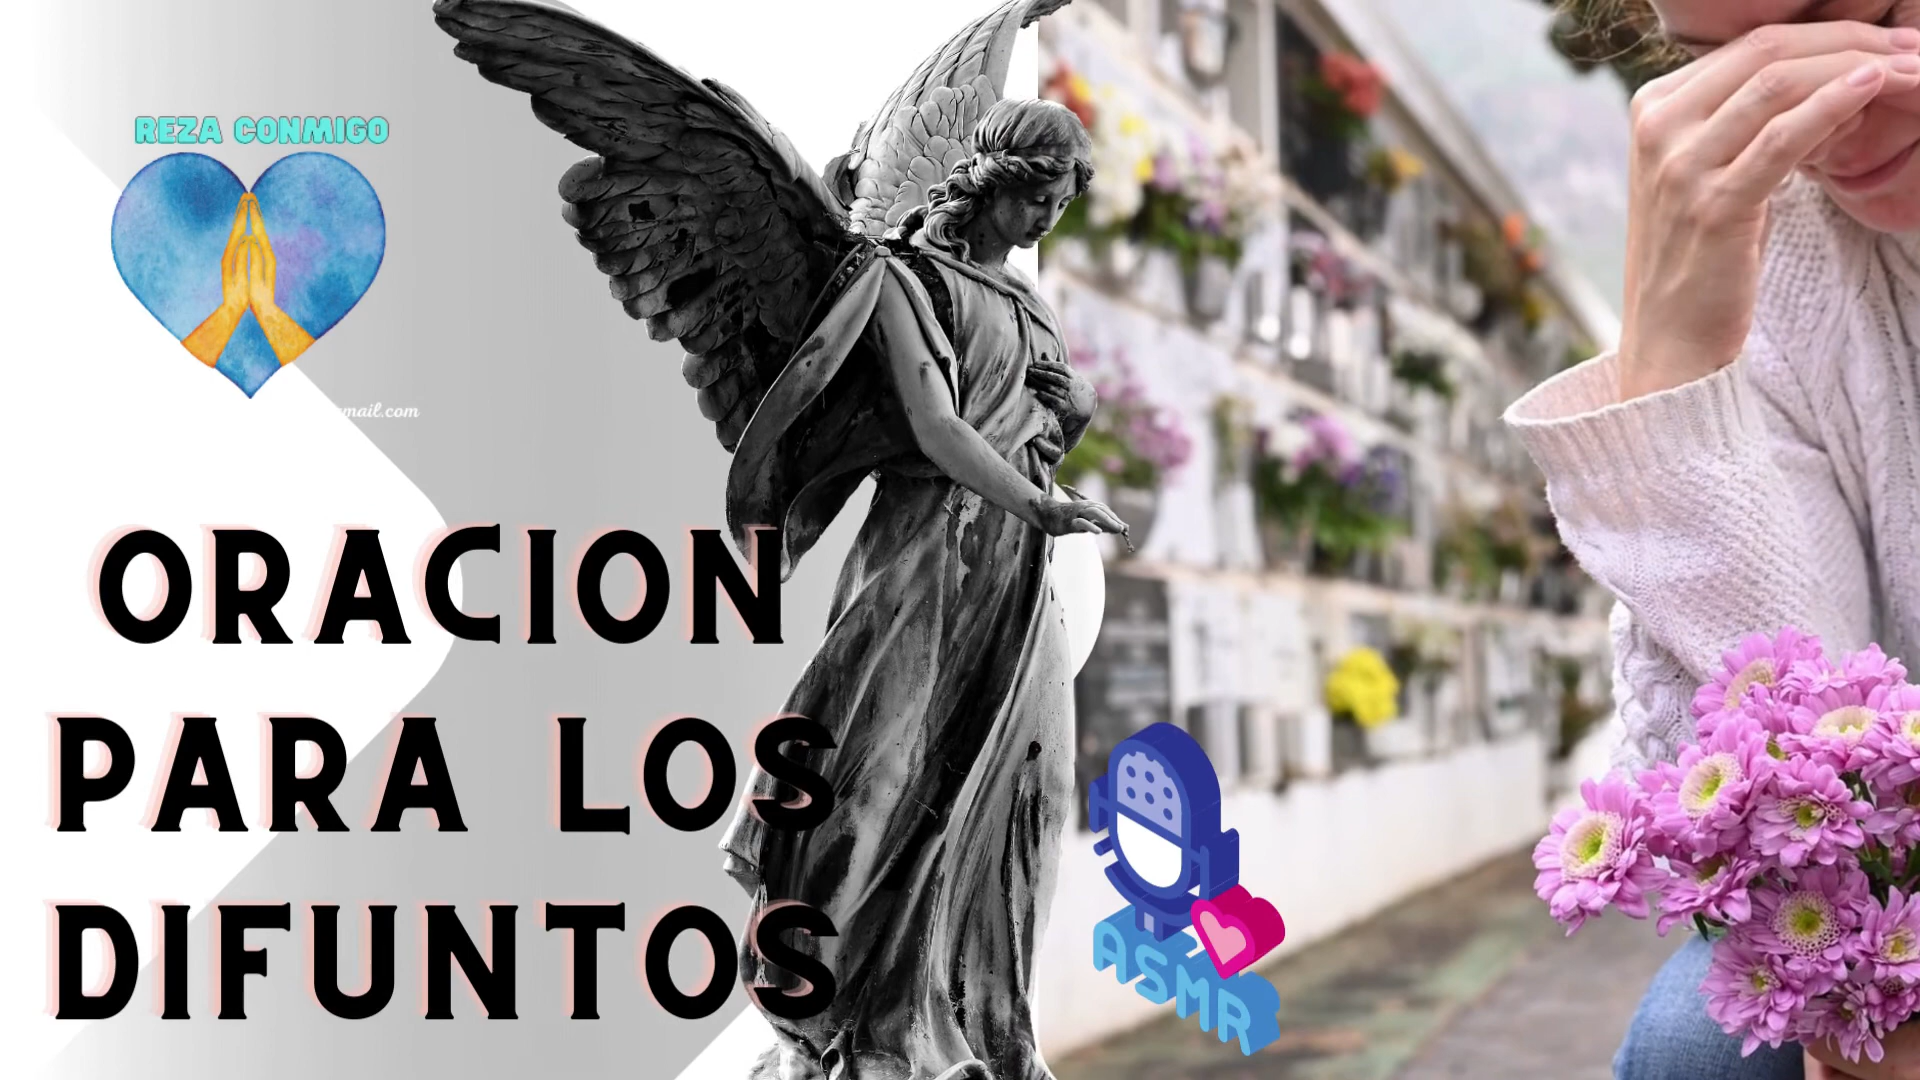 REZA CONMIGO
mail.com
ORACION
PARA LOS
DIFUNTOS
ASMR